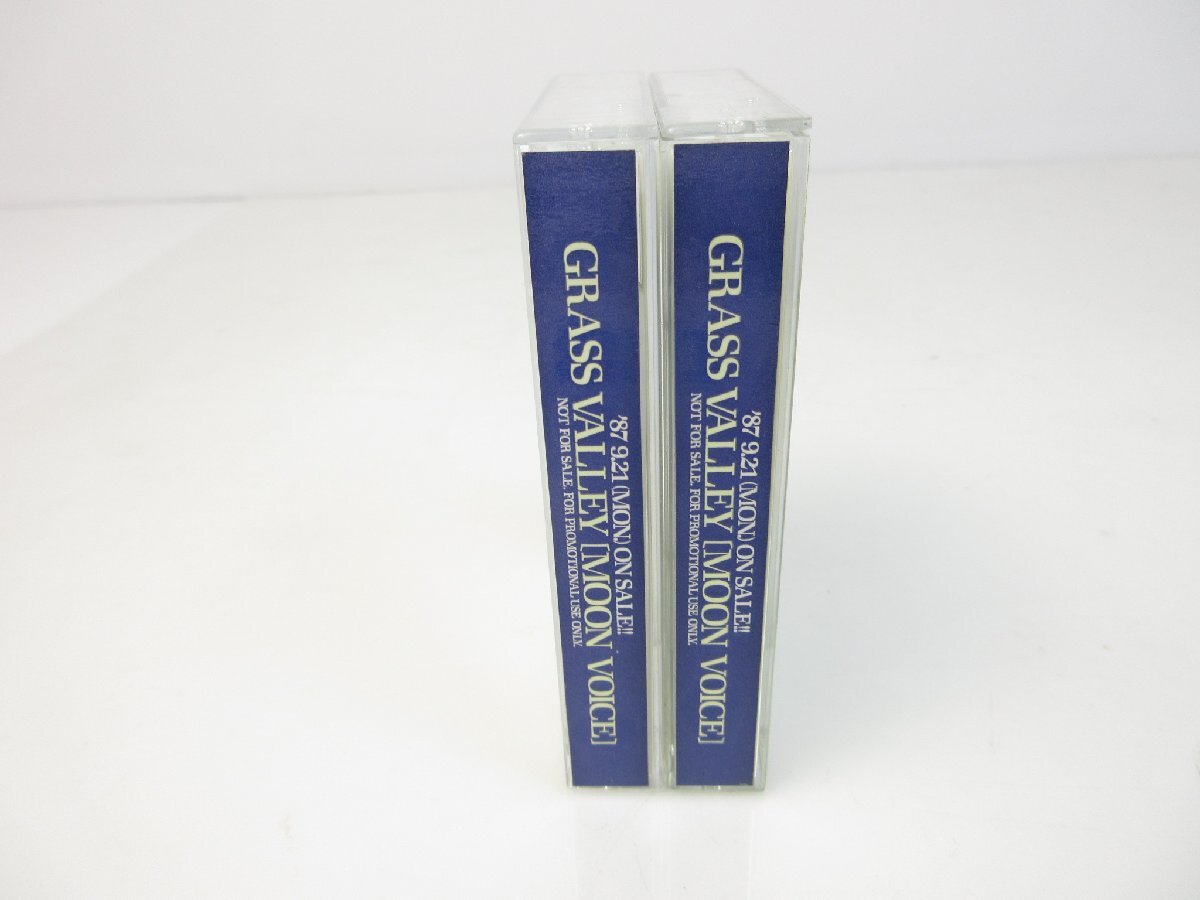 '87 9.21 (MON.) ON SALE!!
GRASS VALLEY [MOON VOICE]
NOT FOR SALE. FOR PROMOTIONAL USE ONLY.
'87 9.21 (MON.) ON SALE!!
GRASS VALLEY [MOON VOICE]
NOT FOR SALE. FOR PROMOTIONAL USE ONLY.